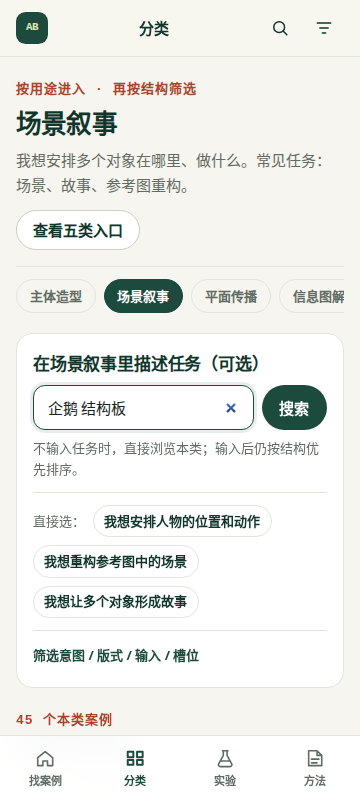 AB
分类
按用途进入 · 再按结构筛选
场景叙事
我想安排多个对象在哪里、做什么。常见任务：
场景、故事、参考图重构。
查看五类入口
主体造型 场景叙事 平面传播 信息图解
在场景叙事里描述任务（可选）
企鹅 结构板 × 搜索
不输入任务时，直接浏览本类；输入后仍按结构优
先排序。
直接选： 我想安排人物的位置和动作
我想重构参考图中的场景
我想让多个对象形成故事
筛选意图 / 版式 / 输入 / 槽位
45 个本类案例
找案例 分类 实验 方法